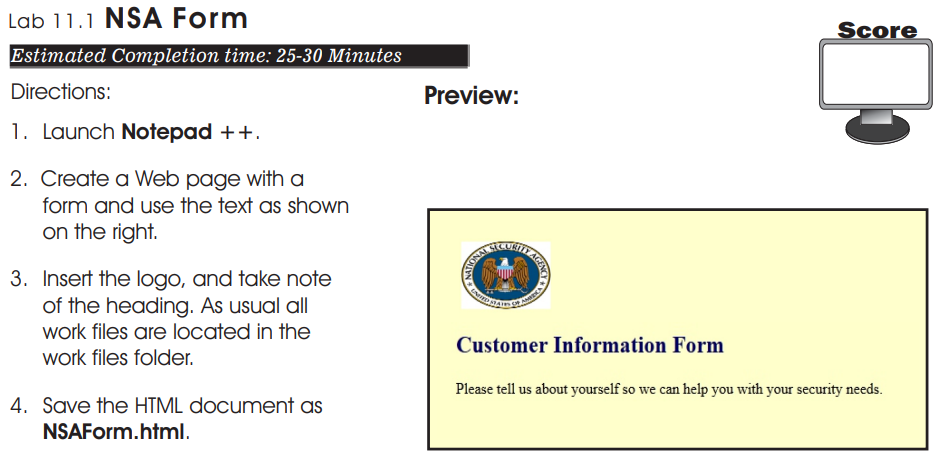 Lab 11.1 NSA Form
Estimated Completion time: 25-30 Minutes
Score
Directions:
Preview:
1. Launch Notepad ++.
2. Create a Web page with a
form and use the text as shown
on the right.
3. Insert the logo, and take note
of the heading. As usual all
work files are located in the
work files folder.
4. Save the HTML document as
NSAForm.html.
NATIONAL SECURITY AGENCY
UNITED STATES OF AMERICA
Customer Information Form
Please tell us about yourself so we can help you with your security needs.